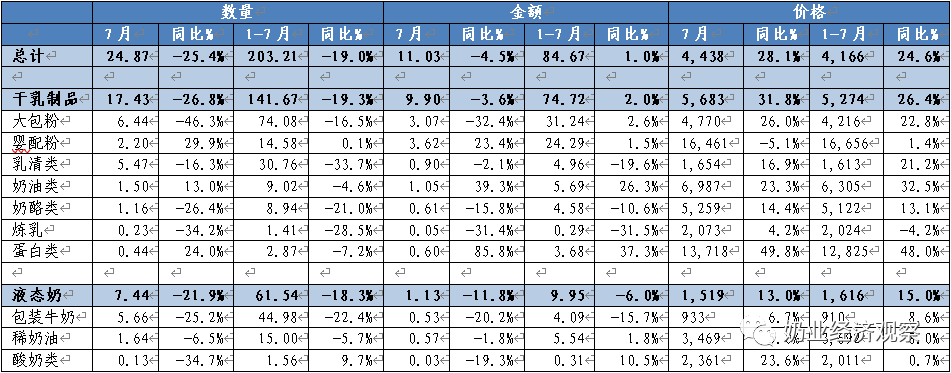 数量 金额 价格
7月 同比% 1-7月 同比% 7月 同比% 1-7月 同比% 7月 同比% 1-7月 同比%
总计 24.87 -25.4% 203.21 -19.0% 11.03 -4.5% 84.67 1.0% 4,438 28.1% 4,166 24.6%
干乳制品 17.43 -26.8% 141.67 -19.3% 9.90 -3.6% 74.72 2.0% 5,683 31.8% 5,274 26.4%
大包粉 6.44 -46.3% 74.08 -16.5% 3.07 -32.4% 31.24 2.6% 4,770 26.0% 4,216 22.8%
婴配粉 2.20 29.9% 14.58 0.1% 3.62 23.4% 24.29 1.5% 16,461 -5.1% 16,656 1.4%
乳清类 5.47 -16.3% 30.76 -33.7% 0.90 -2.1% 4.96 -19.6% 1,654 16.9% 1,613 21.2%
奶油类 1.50 13.0% 9.02 -4.6% 1.05 39.3% 5.69 26.3% 6,987 23.3% 6,305 32.5%
奶酪类 1.16 -26.4% 8.94 -21.0% 0.61 -15.8% 4.58 -10.6% 5,259 14.4% 5,122 13.1%
炼乳 0.23 -34.2% 1.41 -28.5% 0.05 -31.4% 0.29 -31.5% 2,073 4.2% 2,024 -4.2%
蛋白类 0.44 24.0% 2.87 -7.2% 0.60 85.8% 3.68 37.3% 13,718 49.8% 12,825 48.0%
液态奶 7.44 -21.9% 61.54 -18.3% 1.13 -11.8% 9.95 -6.0% 1,519 13.0% 1,616 15.0%
包装牛奶 5.66 -25.2% 44.98 -22.4% 0.53 -20.2% 4.09 -15.7% 933 6.7% 910 8.6%
稀奶油 1.64 -6.5% 15.00 -5.7% 0.57 -1.8% 5.54 1.8% 3,469
酸奶类 0.13 -34.7% 1.56 9.7% 0.03 -19.3% 0.31 10.5% 2,361 23.6% 2,011 0.7%
奶业经济观察